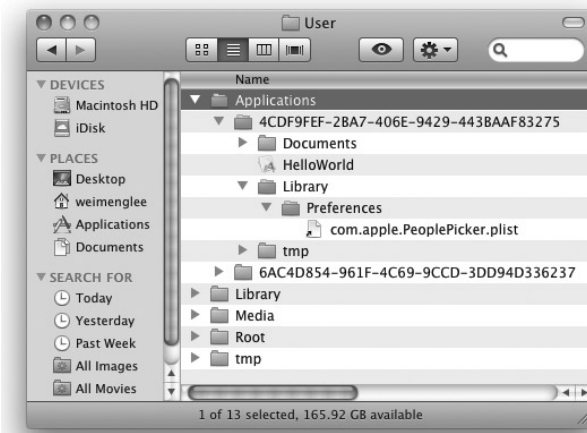 User
Name
DEVICES
Macintosh HD
iDisk
PLACES
Desktop
weimenglee
Applications
Documents
SEARCH FOR
Today
Yesterday
Past Week
All Images
All Movies
Applications
4CDF9FEF-2BA7-406E-9429-443BAAF83275
Documents
HelloWorld
Library
Preferences
com.apple.PeoplePicker.plist
tmp
6AC4D854-961F-4C69-9CCD-3DD94D336237
Library
Media
Root
tmp
1 of 13 selected, 165.92 GB available